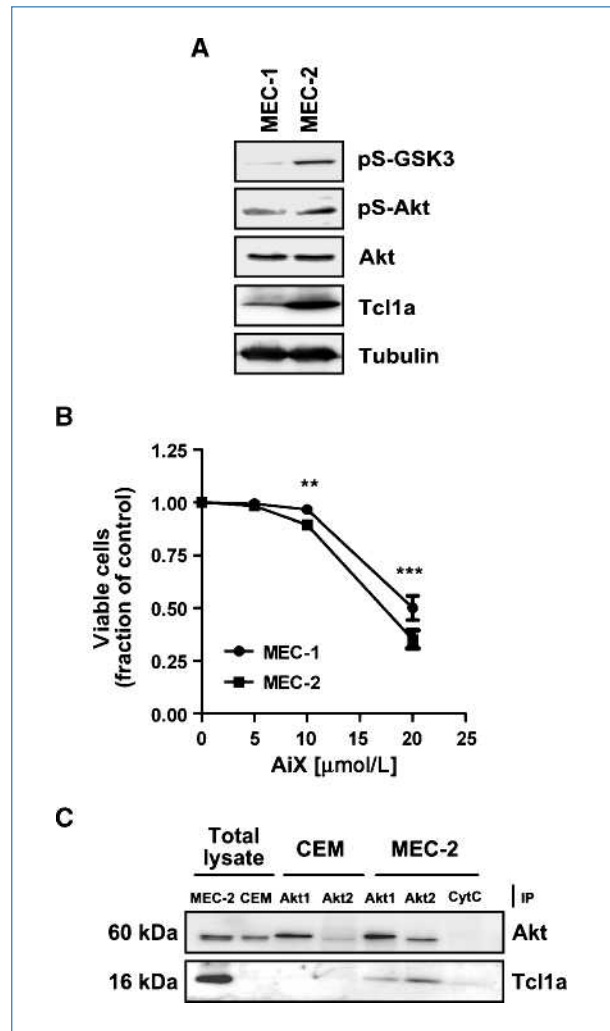 A
MEC-1
MEC-2
pS-GSK3
pS-Akt
Akt
Tcl1a
Tubulin
B
1.25
1.00
0.75
0.50
0.25
0.00
Viable cells
(fraction of control)
**
***
MEC-1
MEC-2
0 5 10 15 20 25
AiX [μmol/L]
C
Total
lysate
CEM
MEC-2
MEC-2 CEM Akt1 Akt2 Akt1 Akt2 CytC | IP
60 kDa Akt
16 kDa Tcl1a